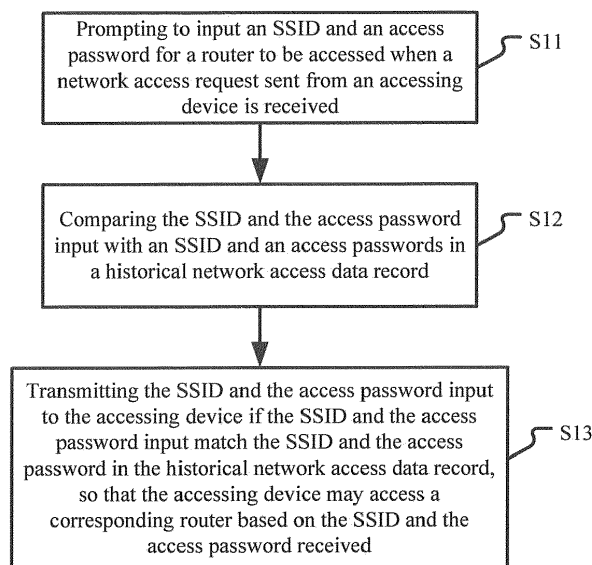 Prompting to input an SSID and an access
password for a router to be accessed when a
network access request sent from an accessing
device is received
S11
Comparing the SSID and the access password
input with an SSID and an access passwords in
a historical network access data record
S12
Transmitting the SSID and the access password input
to the accessing device if the SSID and the access
password input match the SSID and the access
password in the historical network access data record,
so that the accessing device may access a
corresponding router based on the SSID and the
access password received
S13